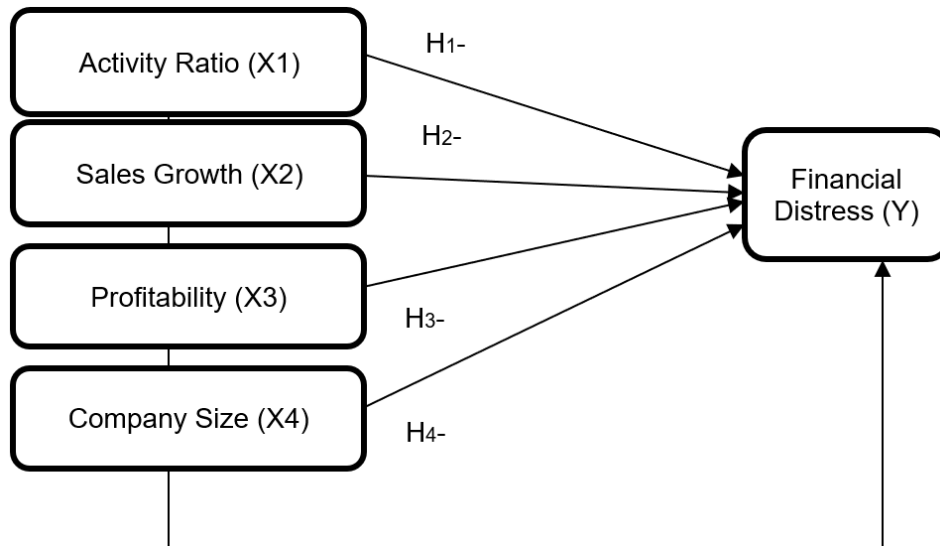 Activity Ratio (X1)
H1-
Sales Growth (X2)
H2-
Financial
Distress (Y)
Profitability (X3)
H3-
Company Size (X4)
H4-